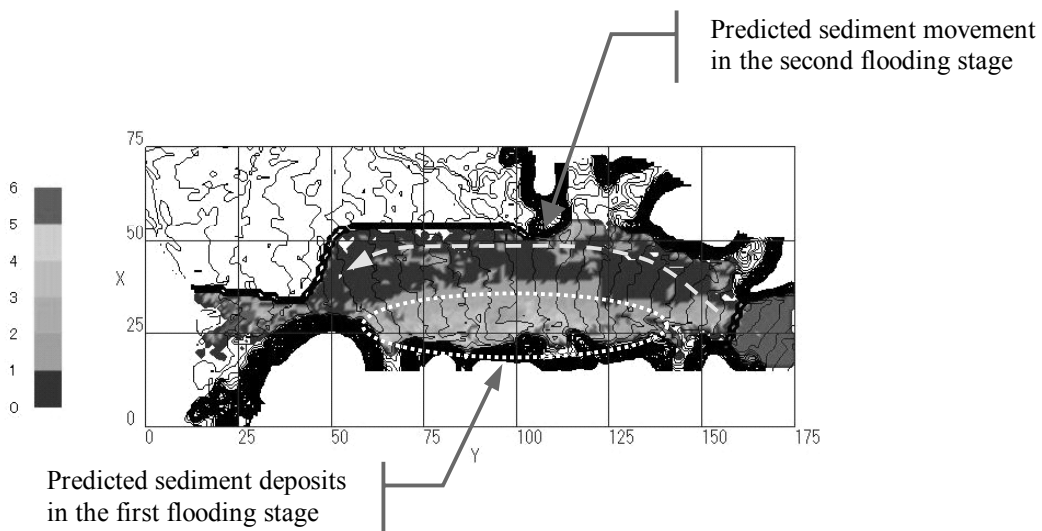 Predicted sediment movement
in the second flooding stage
75
50
X
25
0
0 25 50 75 100 125 150 175
Y
6
5
4
3
2
1
0
Predicted sediment deposits
in the first flooding stage